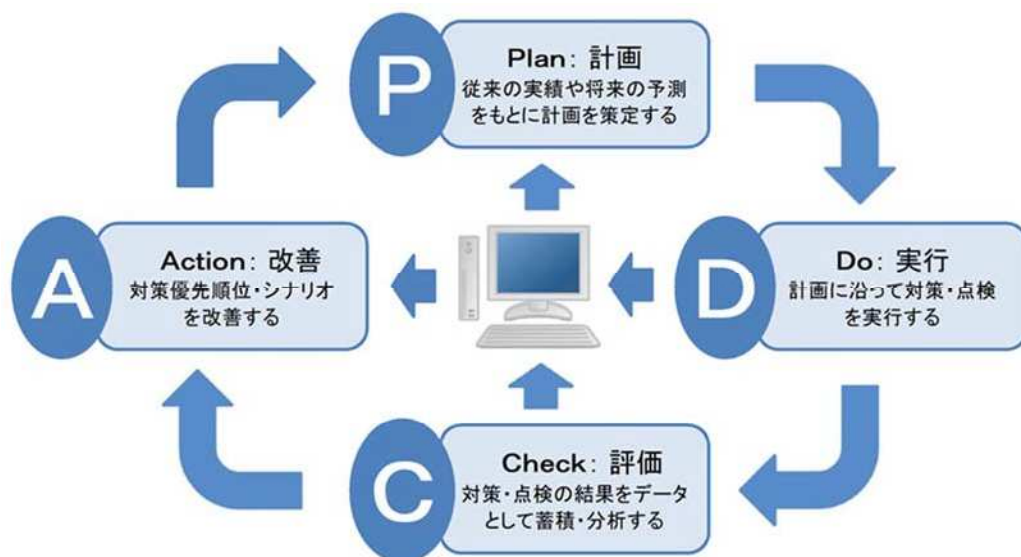 P
Plan: 計画
従来の実績や将来の予測
をもとに計画を策定する
A
Action: 改善
対策優先順位・シナリオ
を改善する
D
Do: 実行
計画に沿って対策・点検
を実行する
C
Check: 評価
対策・点検の結果をデータ
として蓄積・分析する